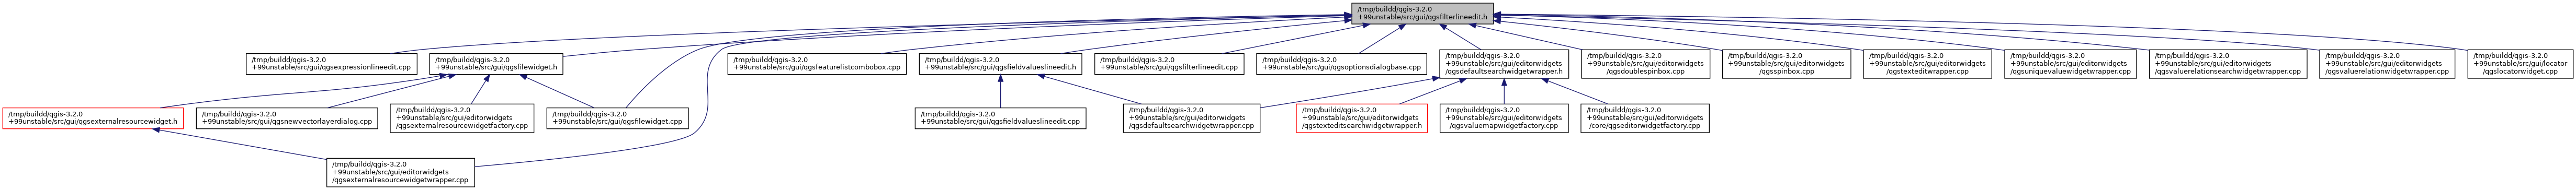 /tmp/buildd/qgis-3.2.0
+99unstable/src/gui/qgsfilterlineedit.h
/tmp/buildd/qgis-3.2.0
+99unstable/src/gui/qgsexpressionlineedit.cpp
/tmp/buildd/qgis-3.2.0
+99unstable/src/gui/qgsfilewidget.h
/tmp/buildd/qgis-3.2.0
+99unstable/src/gui/qgsfeaturelistcombobox.cpp
/tmp/buildd/qgis-3.2.0
+99unstable/src/gui/qgsfieldvalueslineedit.h
/tmp/buildd/qgis-3.2.0
+99unstable/src/gui/qgsfilterlineedit.cpp
/tmp/buildd/qgis-3.2.0
+99unstable/src/gui/qgsoptionsdialogbase.cpp
/tmp/buildd/qgis-3.2.0
+99unstable/src/gui/editorwidgets
/qgsdefaultsearchwidgetwrapper.h
/tmp/buildd/qgis-3.2.0
+99unstable/src/gui/editorwidgets
/qgsdoublespinbox.cpp
/tmp/buildd/qgis-3.2.0
+99unstable/src/gui/editorwidgets
/qgsspinbox.cpp
/tmp/buildd/qgis-3.2.0
+99unstable/src/gui/editorwidgets
/qgstexteditwrapper.cpp
/tmp/buildd/qgis-3.2.0
+99unstable/src/gui/editorwidgets
/qgsuniquevaluewidgetwrapper.cpp
/tmp/buildd/qgis-3.2.0
+99unstable/src/gui/editorwidgets
/qgsvaluerelationsearchwidgetwrapper.cpp
/tmp/buildd/qgis-3.2.0
+99unstable/src/gui/editorwidgets
/qgsvaluerelationwidgetwrapper.cpp
/tmp/buildd/qgis-3.2.0
+99unstable/src/gui/locator
/qgslocatorwidget.cpp
/tmp/buildd/qgis-3.2.0
+99unstable/src/gui/qgsexternalresourcewidget.h
/tmp/buildd/qgis-3.2.0
+99unstable/src/gui/qgsnewvectorlayerdialog.cpp
/tmp/buildd/qgis-3.2.0
+99unstable/src/gui/editorwidgets
/qgsexternalresourcewidgetfactory.cpp
/tmp/buildd/qgis-3.2.0
+99unstable/src/gui/qgsfilewidget.cpp
/tmp/buildd/qgis-3.2.0
+99unstable/src/gui/qgsfieldvalueslineedit.cpp
/tmp/buildd/qgis-3.2.0
+99unstable/src/gui/editorwidgets
/qgsdefaultsearchwidgetwrapper.cpp
/tmp/buildd/qgis-3.2.0
+99unstable/src/gui/editorwidgets
/qgstexteditsearchwidgetwrapper.h
/tmp/buildd/qgis-3.2.0
+99unstable/src/gui/editorwidgets
/qgsvaluemapwidgetfactory.cpp
/tmp/buildd/qgis-3.2.0
+99unstable/src/gui/editorwidgets
/core/qgseditorwidgetfactory.cpp
/tmp/buildd/qgis-3.2.0
+99unstable/src/gui/editorwidgets
/qgsexternalresourcewidgetwrapper.cpp